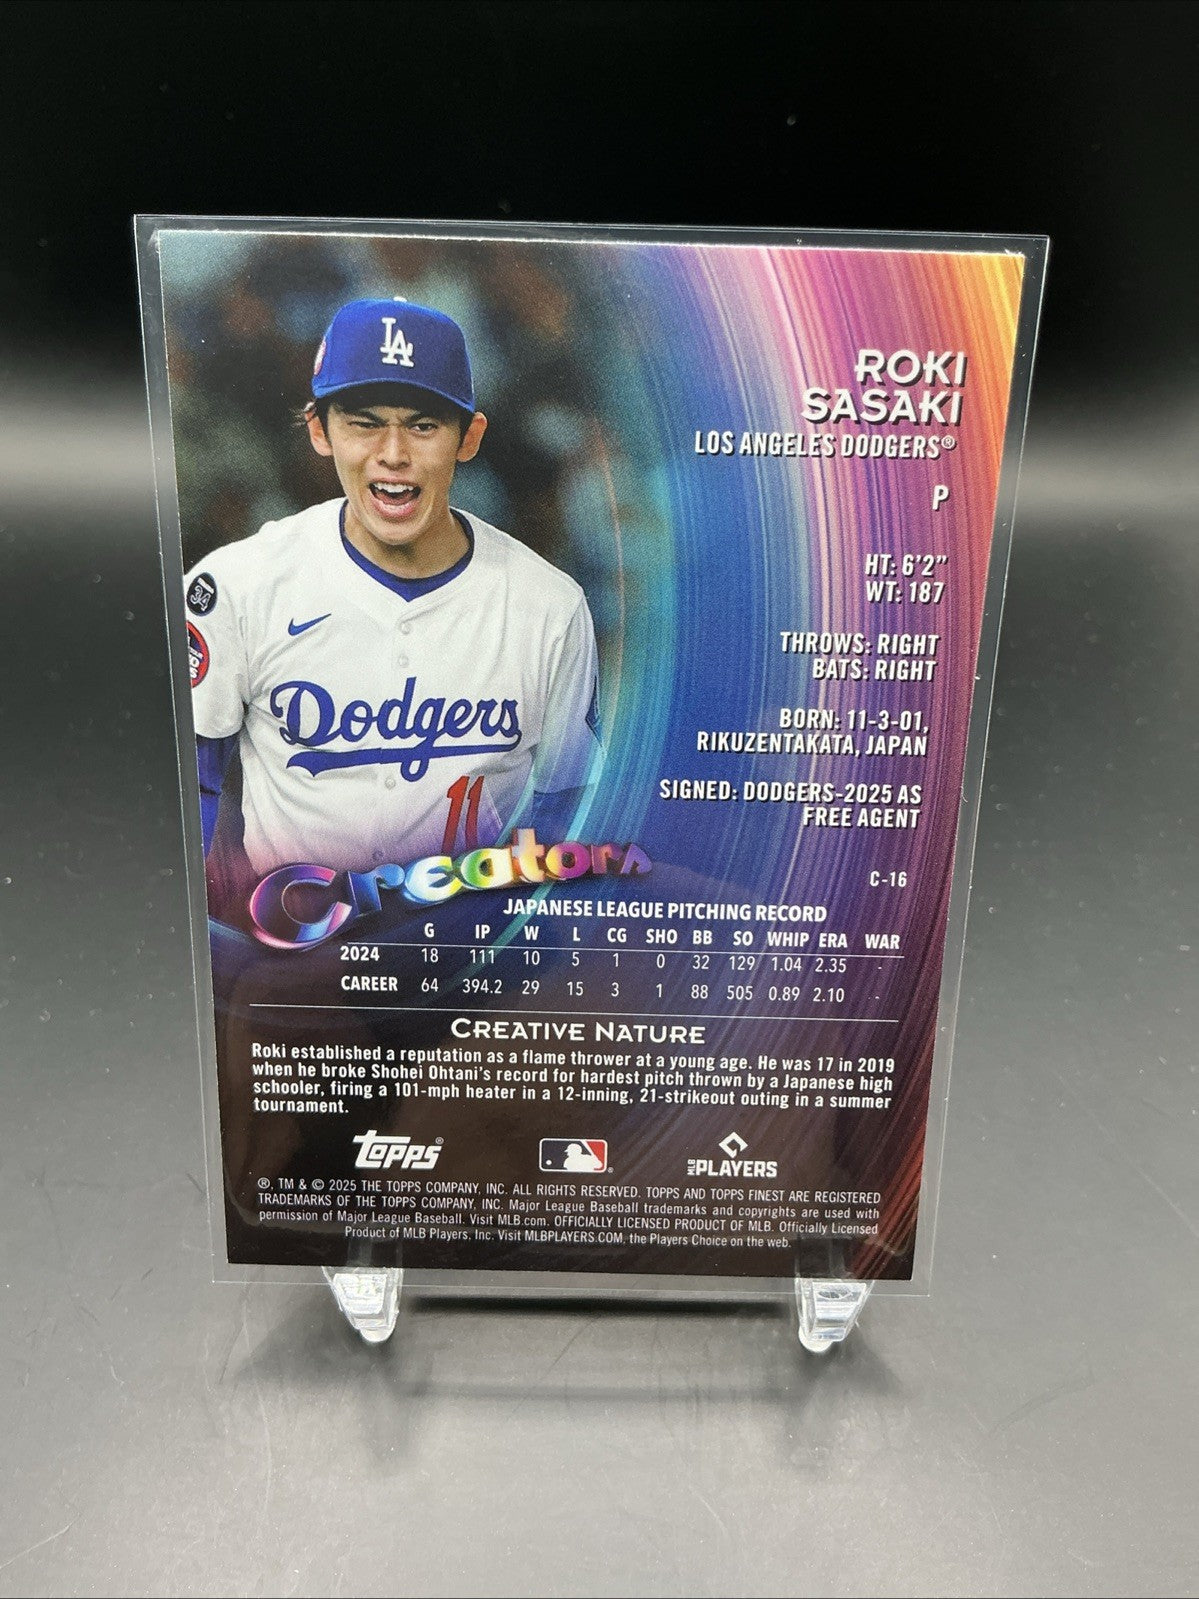 LA
34
Dodgers
11
ROKI
SASAKI
LOS ANGELES DODGERS®
P
HT: 6'2"
WT: 187
THROWS: RIGHT
BATS: RIGHT
BORN: 11-3-01,
RIKUZENTAKATA, JAPAN
SIGNED: DODGERS-2025 AS
FREE AGENT
C-16
Creators
JAPANESE LEAGUE PITCHING RECORD
G IP W L CG SHO BB SO WHIP ERA WAR
2024 18 111 10 5 1 0 32 129 1.04 2.35 -
CAREER 64 394.2 29 15 3 1 88 505 0.89 2.10 - -
CREATIVE NATURE
Roki established a reputation as a flame thrower at a young age. He was 17 in 2019
when he broke Shohei Ohtani's record for hardest pitch thrown by a Japanese high
schooler, firing a 101-mph heater in a 12-inning, 21-strikeout outing in a summer
tournament.
TOPPS®
MLB PLAYERS
®, TM & © 2025 THE TOPPS COMPANY, INC. ALL RIGHTS RESERVED. TOPPS AND TOPPS FINEST ARE REGISTERED
TRADEMARKS OF THE TOPPS COMPANY, INC. Major League Baseball trademarks and copyrights are used with
permission of Major League Baseball. Visit MLB.com. OFFICIALLY LICENSED PRODUCT OF MLB. Officially Licensed
Product of MLB Players, Inc. Visit MLBPLAYERS.COM, the Players Choice on the web.